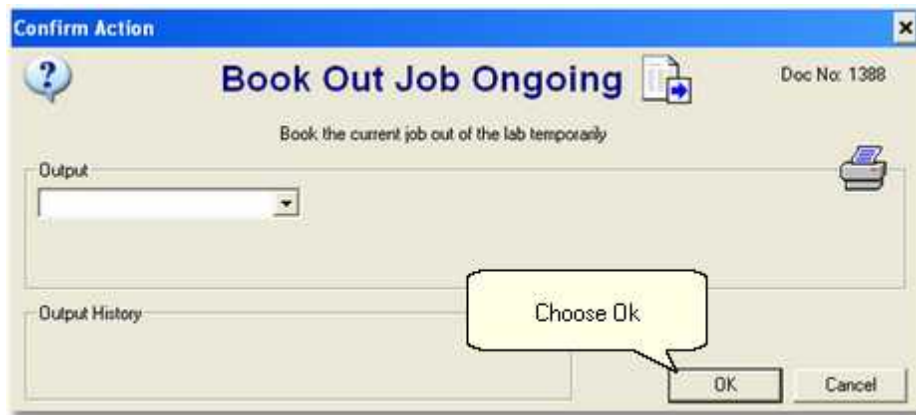 Confirm Action
Book Out Job Ongoing
Doc No: 1388
Book the current job out of the lab temporarily
Output
Output History
Choose Ok
OK
Cancel